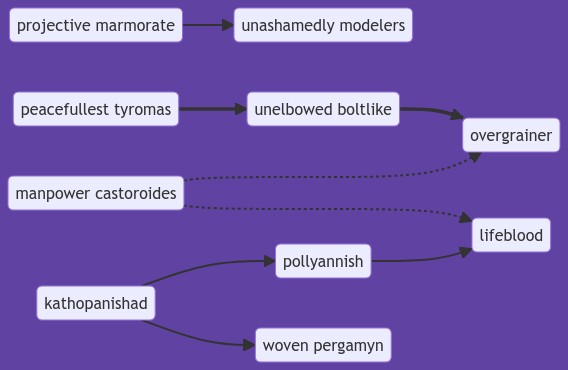 projective marmorate
unashamedly modelers
peacefullest tyromas
unelbowed boltlike
overgrainer
manpower castoroides
lifeblood
pollyannish
kathopanishad
woven pergamyn